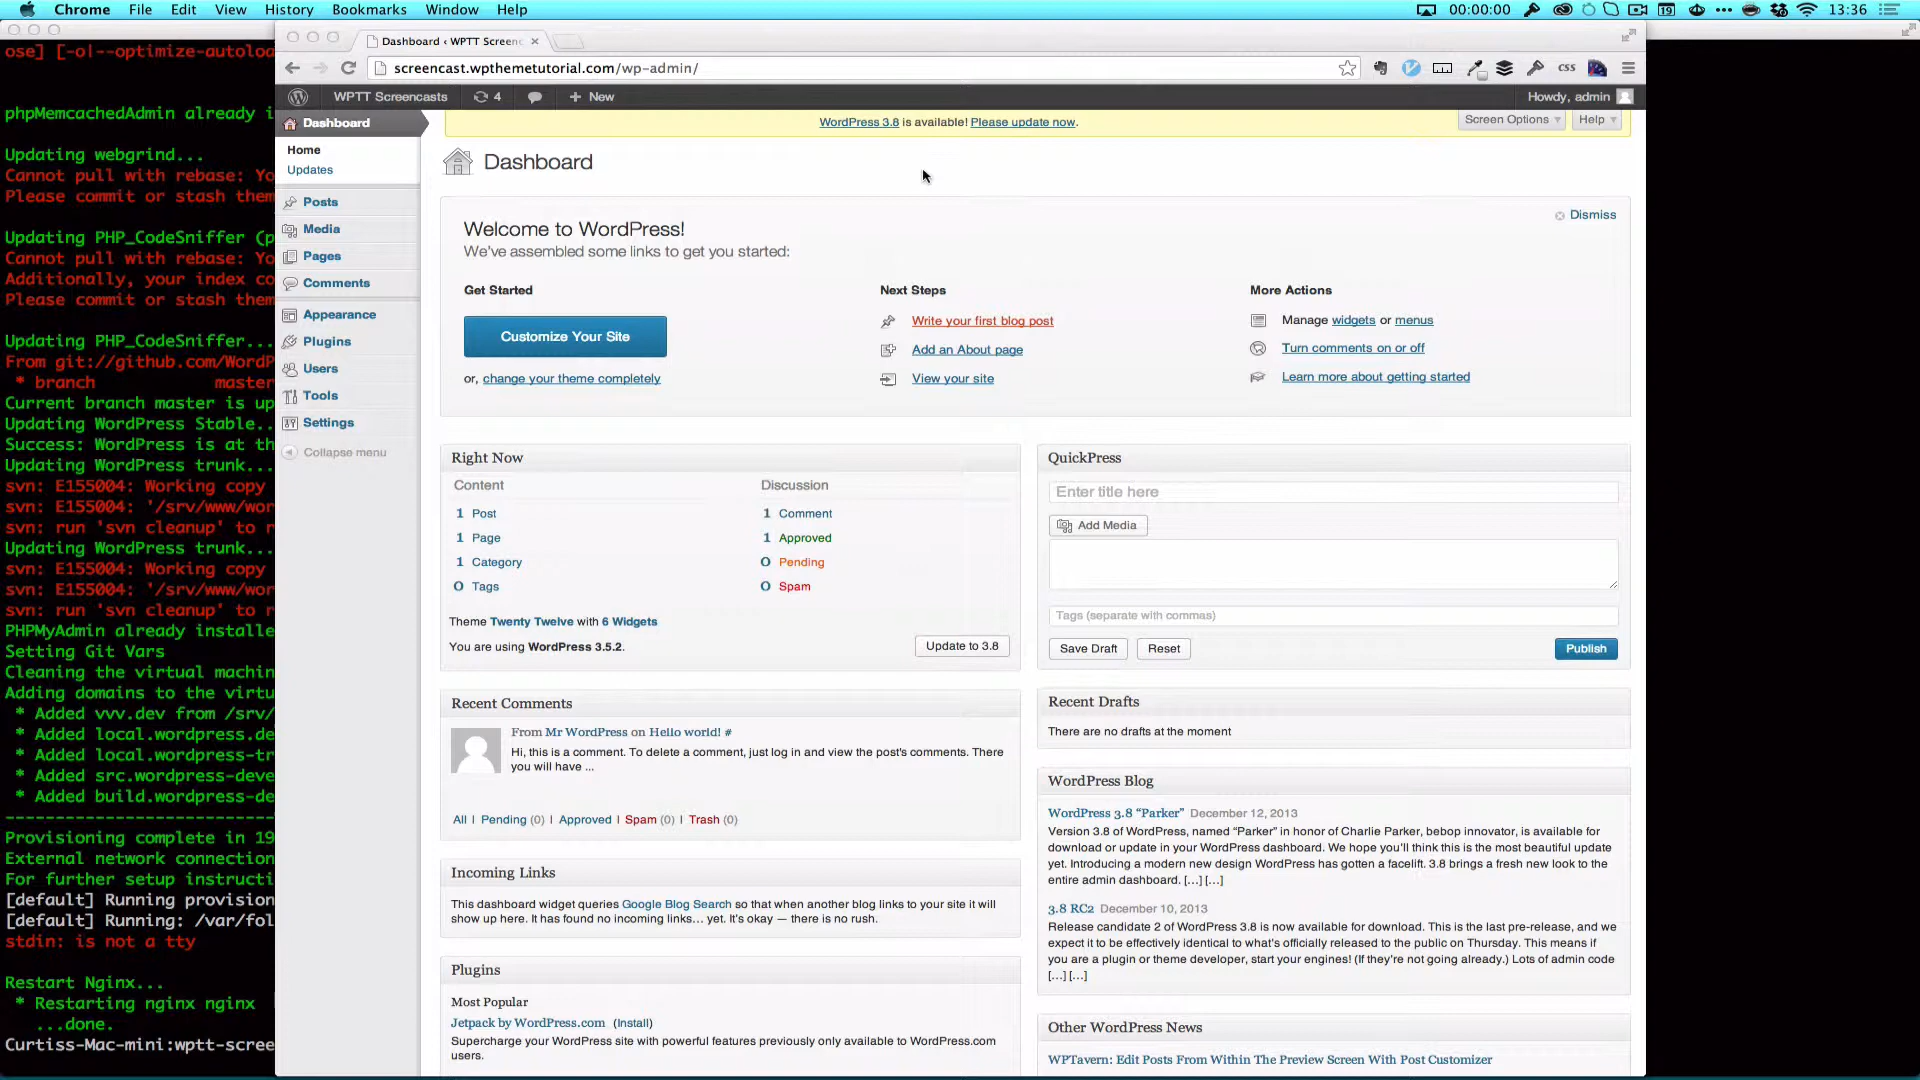 Chrome File Edit View History Bookmarks Window Help 00:00:00 19 13:36
ose] [-o|--optimize-autoloa
phpMemcachedAdmin already i
Updating webgrind...
Cannot pull with rebase: Yo
Please commit or stash them
Updating PHP_CodeSniffer (p
Cannot pull with rebase: Yo
Additionally, your index co
Please commit or stash them
Updating PHP_CodeSniffer...
From git://github.com/WordP
* branch master
Current branch master is up
Updating WordPress Stable..
Success: WordPress is at th
Updating WordPress trunk...
svn: E155004: Working copy
svn: E155004: '/srv/www/wor
svn: run 'svn cleanup' to r
Updating WordPress trunk...
svn: E155004: Working copy
svn: E155004: '/srv/www/wor
svn: run 'svn cleanup' to r
PHPMyAdmin already installe
Setting Git Vars
Cleaning the virtual machin
Adding domains to the virtu
* Added vvv.dev from /srv/
* Added local.wordpress.de
* Added local.wordpress-tr
* Added src.wordpress-deve
* Added build.wordpress-de
Provisioning complete in 19
External network connection
For further setup instructi
[default] Running provision
[default] Running: /var/fol
stdin: is not a tty
Restart Nginx...
* Restarting nginx nginx
...done.
Curtiss-Mac-mini:wptt-scree
Dashboard ‹ WPTT Screenc
screencast.wpthemetutorial.com/wp-admin/
CSS
WPTT Screencasts 4 + New Howdy, admin
Dashboard
Home
Updates
Posts
Media
Pages
Comments
Appearance
Plugins
Users
Tools
Settings
Collapse menu
WordPress 3.8 is available! Please update now.
Screen Options Help
Dashboard
Dismiss
Welcome to WordPress!
We've assembled some links to get you started:
Get Started
Customize Your Site
or, change your theme completely
Next Steps
Write your first blog post
Add an About page
View your site
More Actions
Manage widgets or menus
Turn comments on or off
Learn more about getting started
Right Now
Content
1 Post
1 Page
1 Category
0 Tags
Discussion
1 Comment
1 Approved
0 Pending
0 Spam
Theme Twenty Twelve with 6 Widgets
You are using WordPress 3.5.2.
Update to 3.8
Recent Comments
From Mr WordPress on Hello world! #
Hi, this is a comment. To delete a comment, just log in and view the post's comments. There
you will have ...
All | Pending (0) | Approved | Spam (0) | Trash (0)
Incoming Links
This dashboard widget queries Google Blog Search so that when another blog links to your site it will
show up here. It has found no incoming links... yet. It's okay — there is no rush.
Plugins
Most Popular
Jetpack by WordPress.com (Install)
Supercharge your WordPress site with powerful features previously only available to WordPress.com
users.
QuickPress
Enter title here
Add Media
Tags (separate with commas)
Save Draft Reset Publish
Recent Drafts
There are no drafts at the moment
WordPress Blog
WordPress 3.8 “Parker” December 12, 2013
Version 3.8 of WordPress, named “Parker” in honor of Charlie Parker, bebop innovator, is available for
download or update in your WordPress dashboard. We hope you'll think this is the most beautiful update
yet. Introducing a modern new design WordPress has gotten a facelift. 3.8 brings a fresh new look to the
entire admin dashboard. [...] [...]
3.8 RC2 December 10, 2013
Release candidate 2 of WordPress 3.8 is now available for download. This is the last pre-release, and we
expect it to be effectively identical to what's officially released to the public on Thursday. This means if
you are a plugin or theme developer, start your engines! (If they're not going already.) Lots of admin code
[...] [...]
Other WordPress News
WPTavern: Edit Posts From Within The Preview Screen With Post Customizer